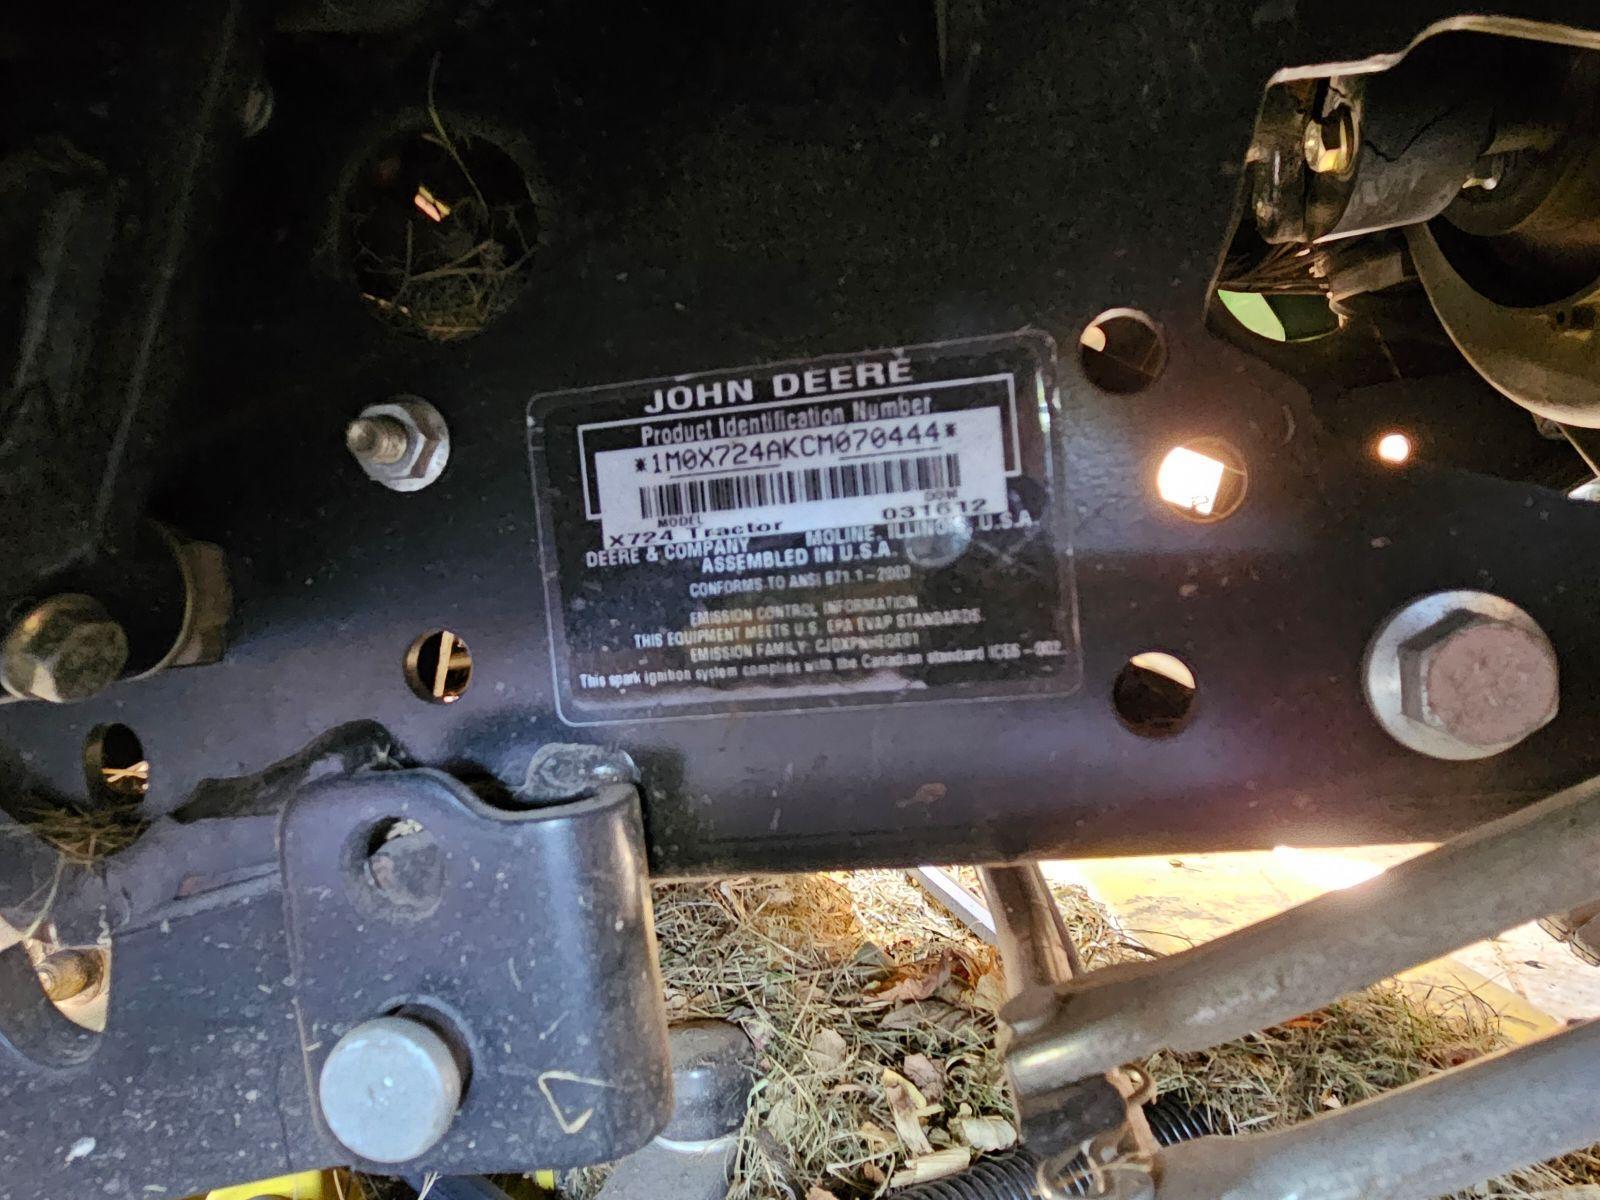 JOHN DEERE
Product Identification Number
*1M0X724AKCM070444*
MODEL
X724 Tractor 031612
DEERE & COMPANY MOLINE, ILLINOIS U.S.A.
ASSEMBLED IN U.S.A.
CONFORMS TO ANSI B71.1-2003
EMISSION CONTROL INFORMATION
THIS EQUIPMENT MEETS U.S. EPA EVAP STANDARDS.
EMISSION FAMILY:
This spark ignition system complies with the Canadian standard ICES-002